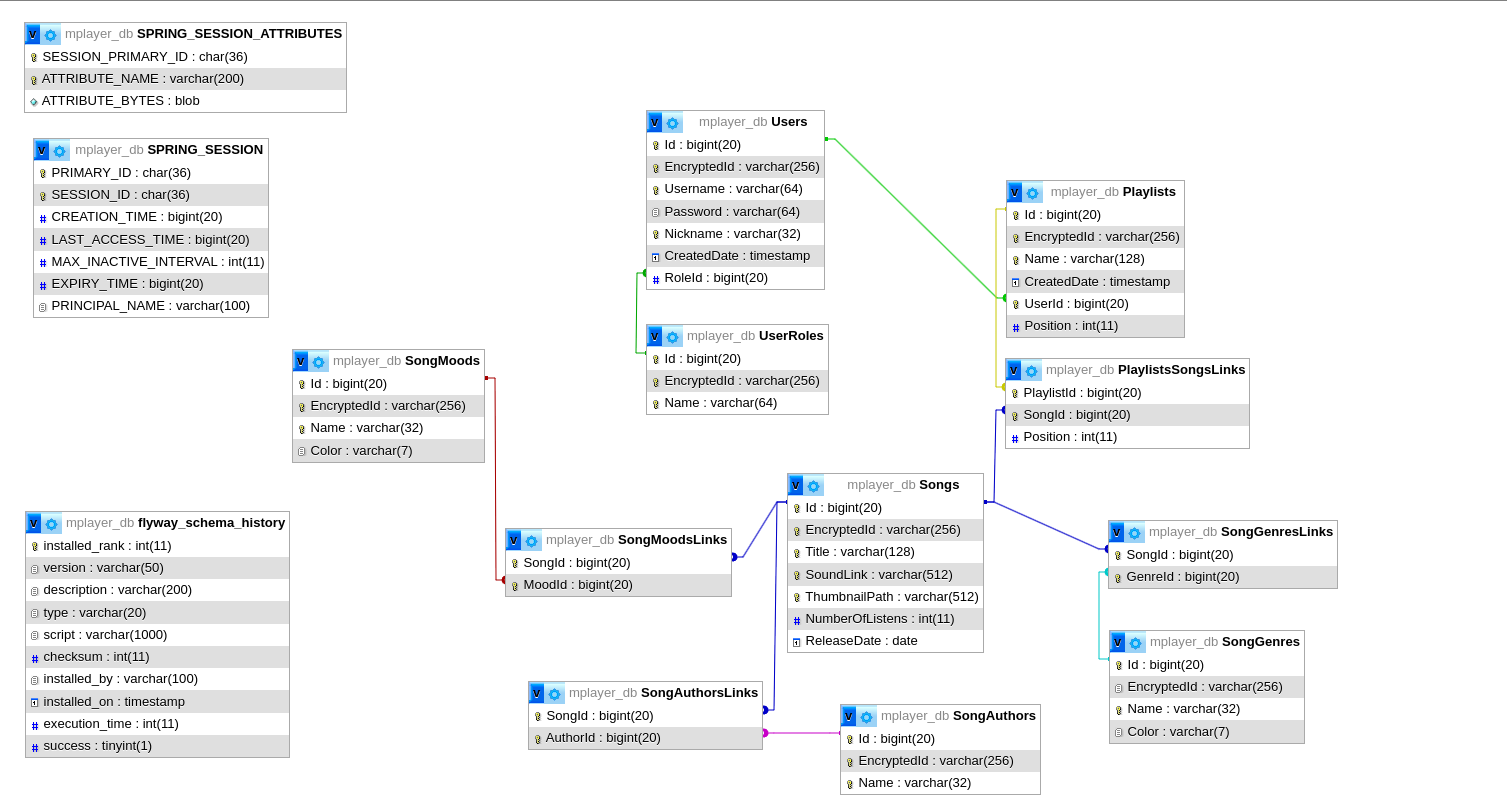 mplayer_db SPRING_SESSION_ATTRIBUTES
SESSION_PRIMARY_ID : char(36)
ATTRIBUTE_NAME : varchar(200)
ATTRIBUTE_BYTES : blob
mplayer_db SPRING_SESSION
PRIMARY_ID : char(36)
SESSION_ID : char(36)
CREATION_TIME : bigint(20)
LAST_ACCESS_TIME : bigint(20)
MAX_INACTIVE_INTERVAL : int(11)
EXPIRY_TIME : bigint(20)
PRINCIPAL_NAME : varchar(100)
mplayer_db Users
Id : bigint(20)
EncryptedId : varchar(256)
Username : varchar(64)
Password : varchar(64)
Nickname : varchar(32)
CreatedDate : timestamp
RoleId : bigint(20)
mplayer_db Playlists
Id : bigint(20)
EncryptedId : varchar(256)
Name : varchar(128)
CreatedDate : timestamp
UserId : bigint(20)
Position : int(11)
mplayer_db UserRoles
Id : bigint(20)
EncryptedId : varchar(256)
Name : varchar(64)
mplayer_db PlaylistsSongsLinks
PlaylistId : bigint(20)
SongId : bigint(20)
Position : int(11)
mplayer_db SongMoods
Id : bigint(20)
EncryptedId : varchar(256)
Name : varchar(32)
Color : varchar(7)
mplayer_db Songs
Id : bigint(20)
EncryptedId : varchar(256)
Title : varchar(128)
SoundLink : varchar(512)
ThumbnailPath : varchar(512)
NumberOfListens : int(11)
ReleaseDate : date
mplayer_db flyway_schema_history
installed_rank : int(11)
version : varchar(50)
description : varchar(200)
type : varchar(20)
script : varchar(1000)
checksum : int(11)
installed_by : varchar(100)
installed_on : timestamp
execution_time : int(11)
success : tinyint(1)
mplayer_db SongMoodsLinks
SongId : bigint(20)
MoodId : bigint(20)
mplayer_db SongGenresLinks
SongId : bigint(20)
GenreId : bigint(20)
mplayer_db SongGenres
Id : bigint(20)
EncryptedId : varchar(256)
Name : varchar(32)
Color : varchar(7)
mplayer_db SongAuthorsLinks
SongId : bigint(20)
AuthorId : bigint(20)
mplayer_db SongAuthors
Id : bigint(20)
EncryptedId : varchar(256)
Name : varchar(32)